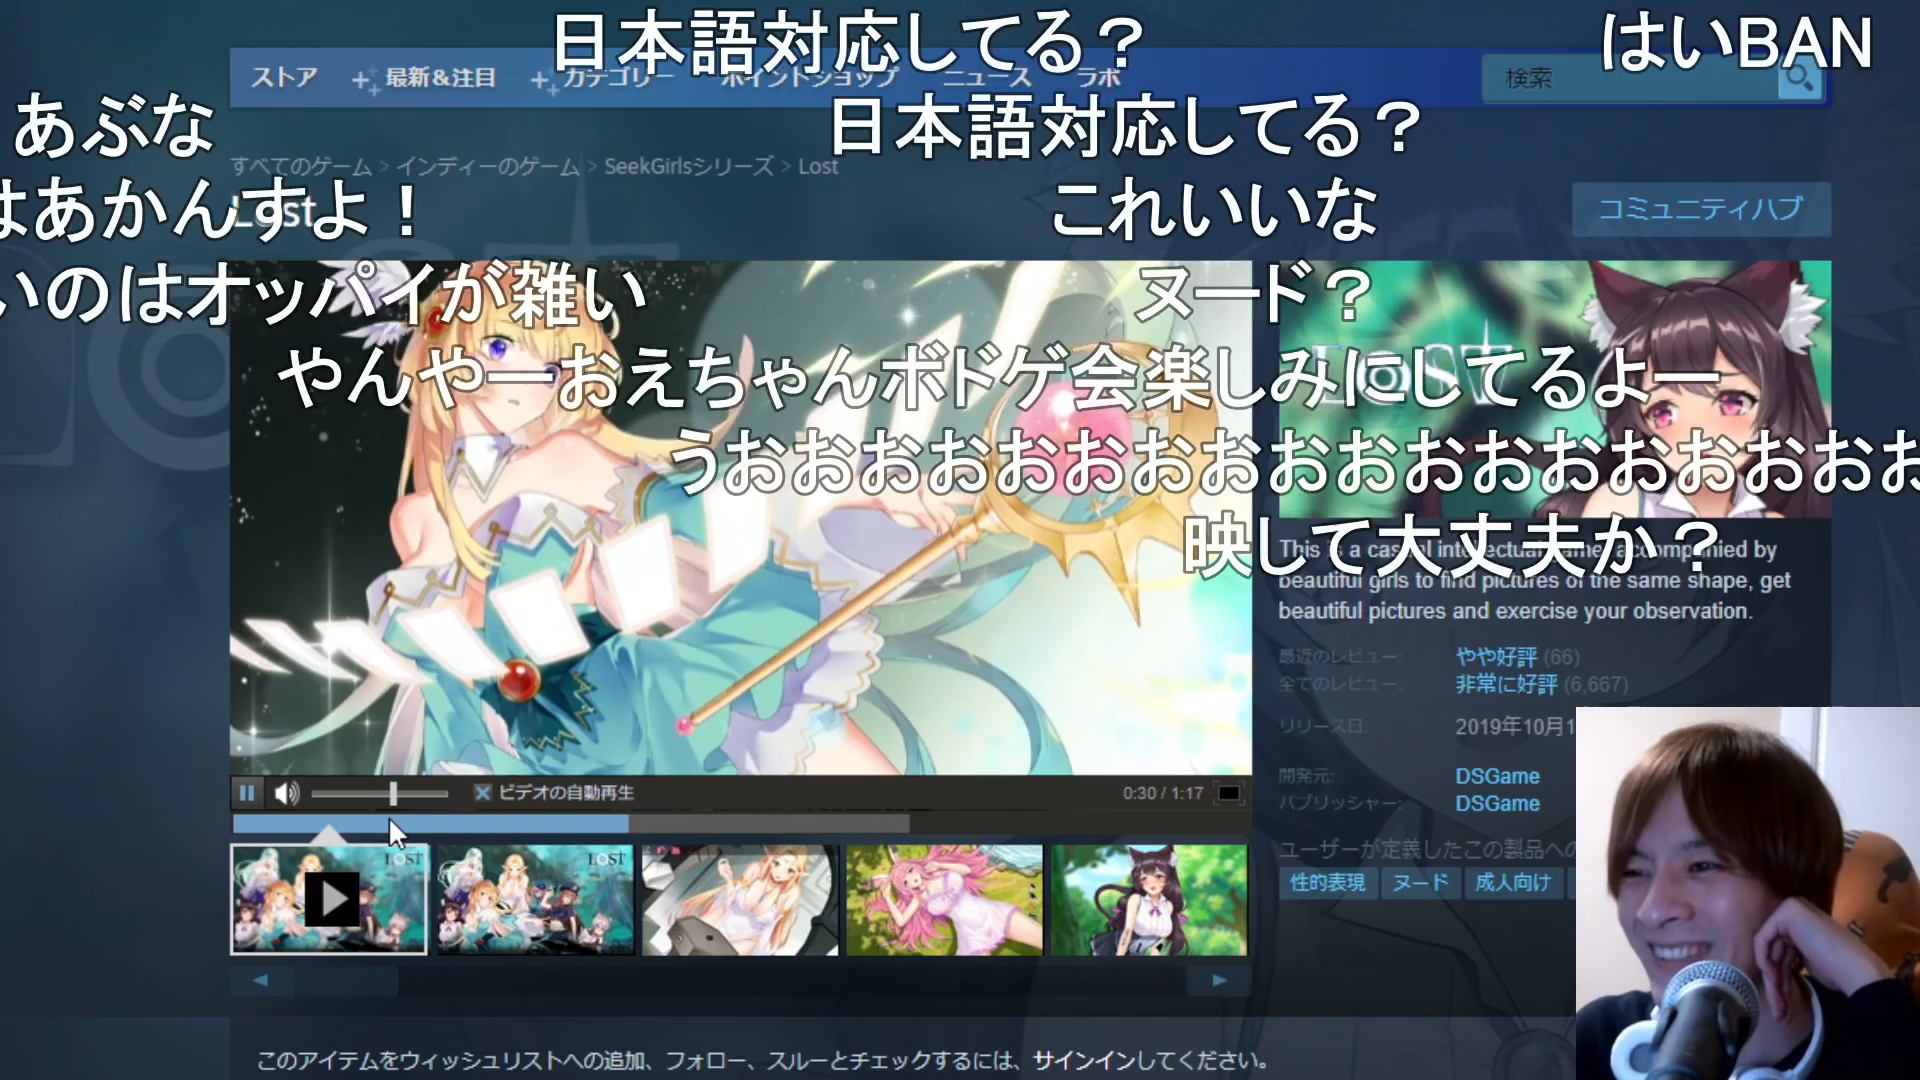 日本語対応してる？
はいBAN
ストア
最新&注目
カテゴリー
ポイントショップ
ニュース
ラボ
検索
あぶな
日本語対応してる？
すべてのゲーム > インディーのゲーム > SeekGirlsシリーズ > Lost
はあかんすよ！
Lost
これいいな
コミュニティハブ
いのはオッパイが雑い
ヌード？
やんやーおえちゃんボドゲ会楽しみにしてるよー
LOST
うおおおおおおおおおおおおおおおおおお
映して大丈夫か？
This is a casual intellectual game accompanied by
beautiful girls to find pictures of the same shape, get
beautiful pictures and exercise your observation.
最近のレビュー: やや好評 (66)
全てのレビュー: 非常に好評 (6,667)
リリース日: 2019年10月1
開発元: DSGame
パブリッシャー: DSGame
ビデオの自動再生
0:30 / 1:17
ユーザーが定義したこの製品への
性的表現 ヌード 成人向け
LOST
LOST
このアイテムをウィッシュリストへの追加、フォロー、スルーとチェックするには、サインインしてください。